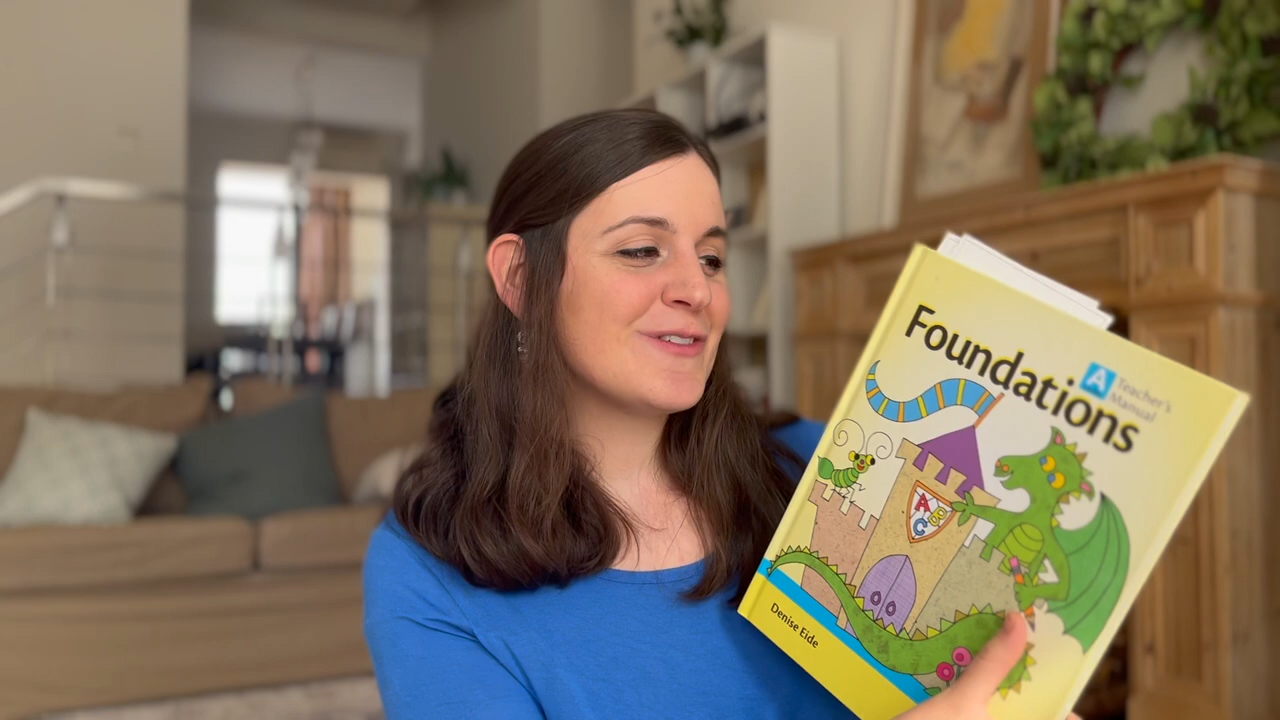 Foundations
A Teacher's
Manual
A
B
C
Denise Eide